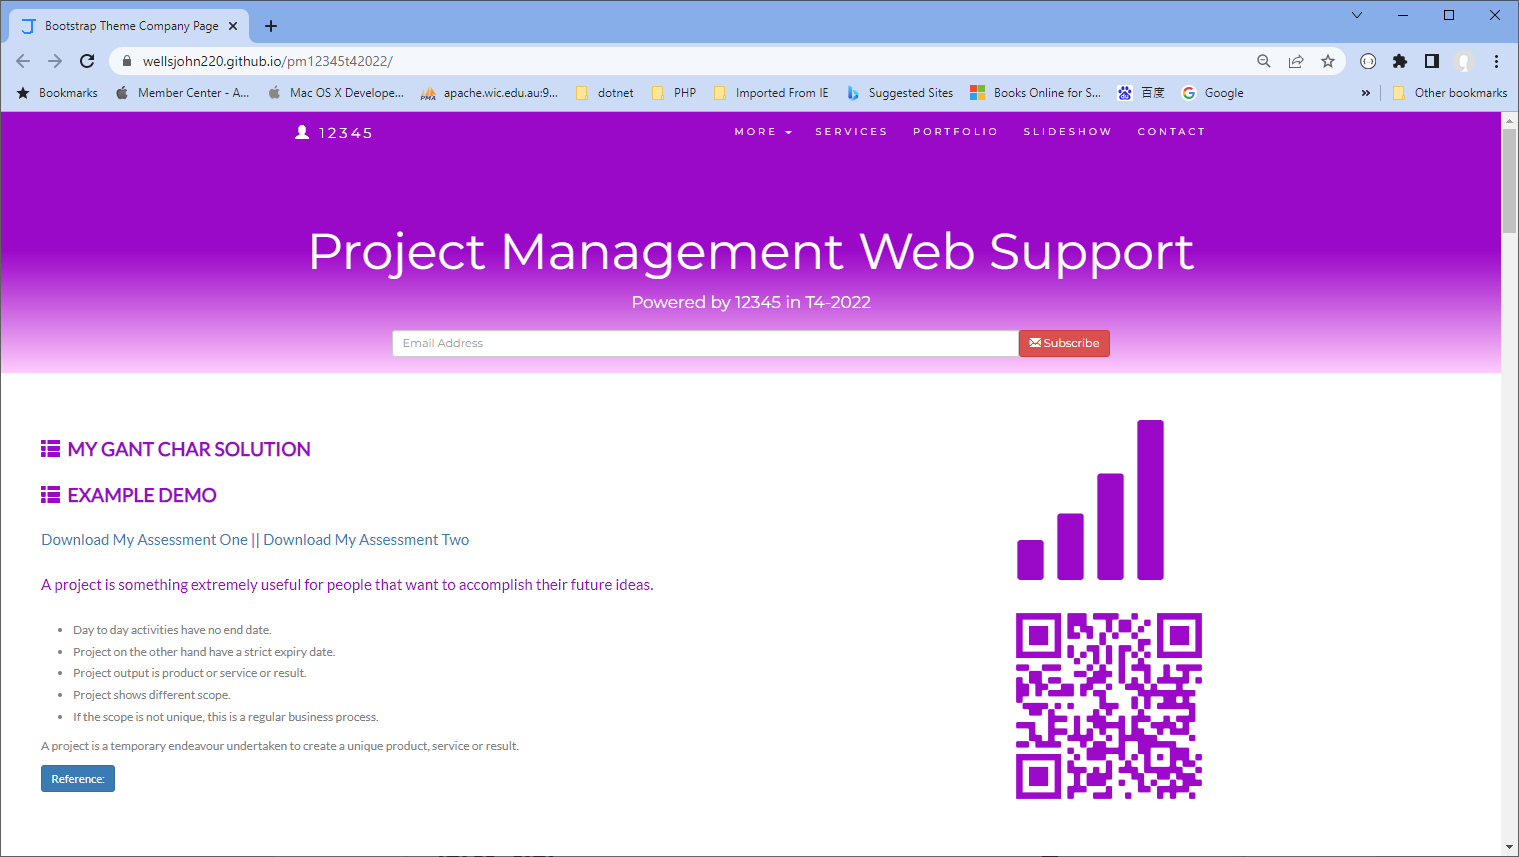 Bootstrap Theme Company Page
wellsjohn220.github.io/pm12345t42022/
Bookmarks Member Center - A... Mac OS X Develope... PMA apache.wic.edu.au:9... dotnet PHP Imported From IE Suggested Sites Books Online for S... 百度 Google » Other bookmarks
12345 MORE SERVICES PORTFOLIO SLIDESHOW CONTACT
Project Management Web Support
Powered by 12345 in T4-2022
Email Address Subscribe
MY GANT CHAR SOLUTION
EXAMPLE DEMO
Download My Assessment One || Download My Assessment Two
A project is something extremely useful for people that want to accomplish their future ideas.
Day to day activities have no end date.
Project on the other hand have a strict expiry date.
Project output is product or service or result.
Project shows different scope.
If the scope is not unique, this is a regular business process.
A project is a temporary endeavour undertaken to create a unique product, service or result.
Reference: